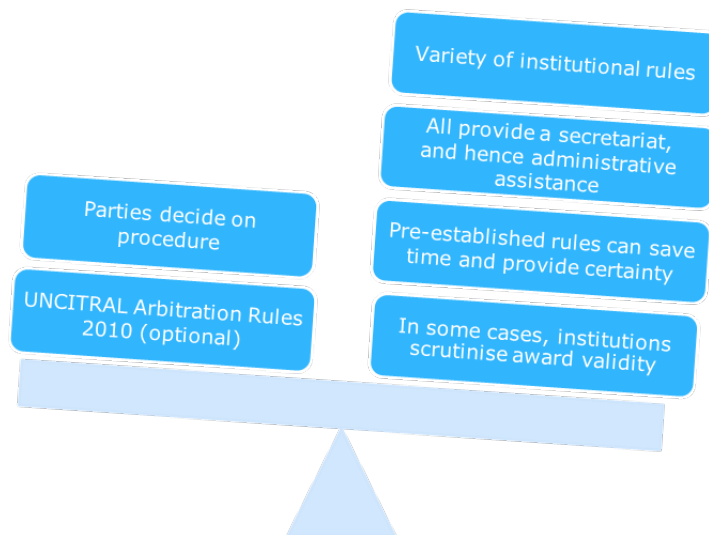 Parties decide on
procedure
UNCITRAL Arbitration Rules
2010 (optional)
Variety of institutional rules
All provide a secretariat,
and hence administrative
assistance
Pre-established rules can save
time and provide certainty
In some cases, institutions
scrutinise award validity